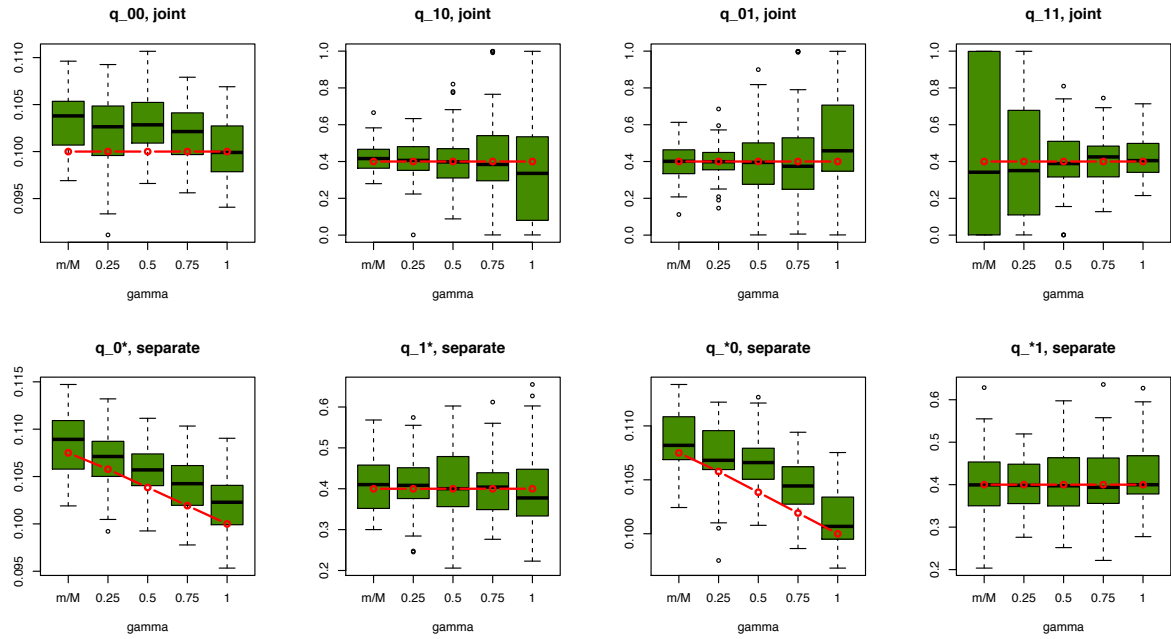 q_00, joint
0.110
0.105
0.100
0.095
m/M 0.25 0.5 0.75 1
gamma
q_10, joint
1.0
0.8
0.6
0.4
0.2
0.0
m/M 0.25 0.5 0.75 1
gamma
q_01, joint
1.0
0.8
0.6
0.4
0.2
0.0
m/M 0.25 0.5 0.75 1
gamma
q_11, joint
1.0
0.8
0.6
0.4
0.2
0.0
m/M 0.25 0.5 0.75 1
gamma
q_0*, separate
0.115
0.110
0.105
0.100
0.095
m/M 0.25 0.5 0.75 1
gamma
q_1*, separate
0.6
0.5
0.4
0.3
0.2
m/M 0.25 0.5 0.75 1
gamma
q_*0, separate
0.110
0.105
0.100
m/M 0.25 0.5 0.75 1
gamma
q_*1, separate
0.6
0.5
0.4
0.3
0.2
m/M 0.25 0.5 0.75 1
gamma